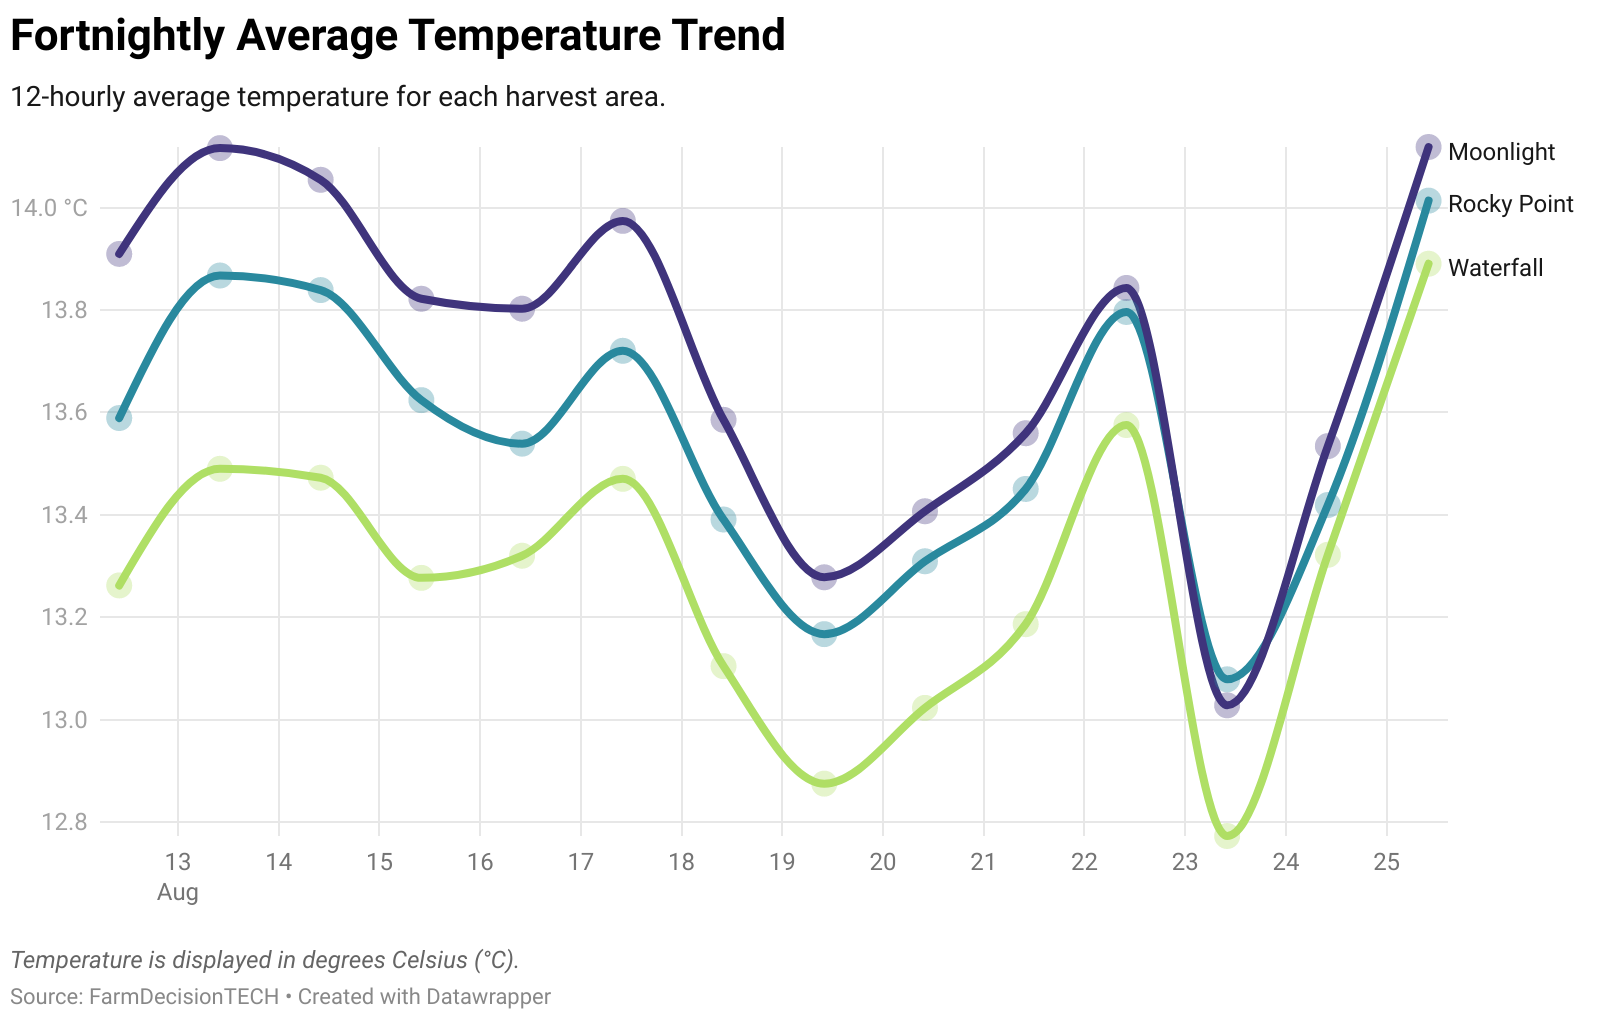 Fortnightly Average Temperature Trend
12-hourly average temperature for each harvest area.
Moonlight
14.0 °C
Rocky Point
Waterfall
13.8
13.6
13.4
13.2
13.0
12.8
13 14 15 16 17 18 19 20 21 22 23 24 25
Aug
Temperature is displayed in degrees Celsius (°C).
Source: FarmDecisionTECH • Created with Datawrapper